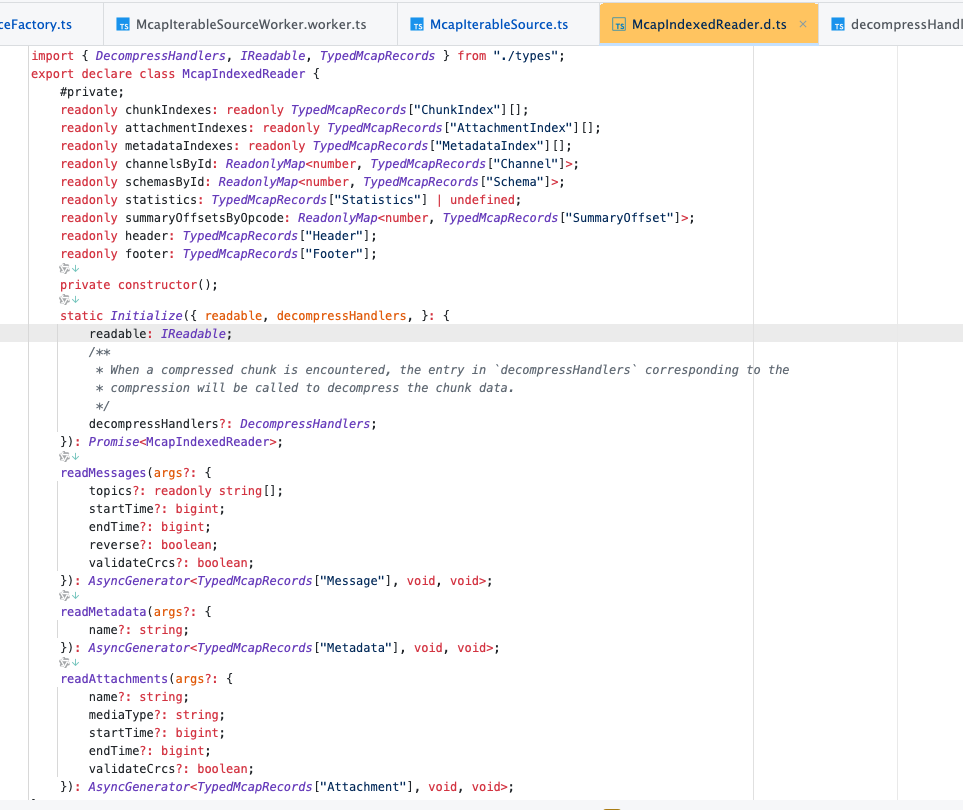 ceFactory.ts
TS McapIterableSourceWorker.worker.ts
TS McapIterableSource.ts
TS McapIndexedReader.d.ts ×
TS decompressHandl
import { DecompressHandlers, IReadable, TypedMcapRecords } from "./types";
export declare class McapIndexedReader {
    #private;
    readonly chunkIndexes: readonly TypedMcapRecords["ChunkIndex"][];
    readonly attachmentIndexes: readonly TypedMcapRecords["AttachmentIndex"][];
    readonly metadataIndexes: readonly TypedMcapRecords["MetadataIndex"][];
    readonly channelsById: ReadonlyMap<number, TypedMcapRecords["Channel"]>;
    readonly schemasById: ReadonlyMap<number, TypedMcapRecords["Schema"]>;
    readonly statistics: TypedMcapRecords["Statistics"] | undefined;
    readonly summaryOffsetsByOpcode: ReadonlyMap<number, TypedMcapRecords["SummaryOffset"]>;
    readonly header: TypedMcapRecords["Header"];
    readonly footer: TypedMcapRecords["Footer"];
    private constructor();
    static Initialize({ readable, decompressHandlers, }: {
        readable: IReadable;
        /**
         * When a compressed chunk is encountered, the entry in `decompressHandlers` corresponding to the
         * compression will be called to decompress the chunk data.
         */
        decompressHandlers?: DecompressHandlers;
    }): Promise<McapIndexedReader>;
    readMessages(args?: {
        topics?: readonly string[];
        startTime?: bigint;
        endTime?: bigint;
        reverse?: boolean;
        validateCrcs?: boolean;
    }): AsyncGenerator<TypedMcapRecords["Message"], void, void>;
    readMetadata(args?: {
        name?: string;
    }): AsyncGenerator<TypedMcapRecords["Metadata"], void, void>;
    readAttachments(args?: {
        name?: string;
        mediaType?: string;
        startTime?: bigint;
        endTime?: bigint;
        validateCrcs?: boolean;
    }): AsyncGenerator<TypedMcapRecords["Attachment"], void, void>;